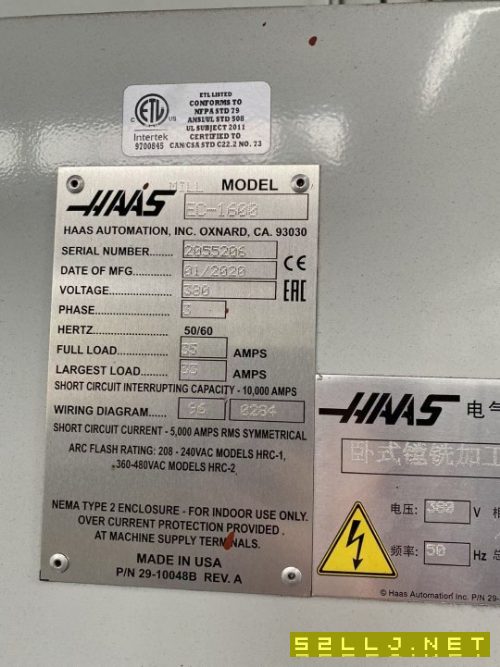 ETL LISTED
CONFORMS TO
NFPA STD 79
ANSI/UL STD 508
UL SUBJECT 2011
CERTIFIED TO
CAN/CSA STD C22.2 NO. 73
C ETL US
Intertek
9700845
MILL MODEL
HAAS EC-1600
HAAS AUTOMATION, INC. OXNARD, CA. 93030
SERIAL NUMBER 2055206
DATE OF MFG 01/2020
CE
VOLTAGE 380
EAC
PHASE 3
HERTZ 50/60
FULL LOAD 35 AMPS
LARGEST LOAD AMPS
SHORT CIRCUIT INTERRUPTING CAPACITY - 10,000 AMPS
WIRING DIAGRAM 96 0284
SHORT CIRCUIT CURRENT - 5,000 AMPS RMS SYMMETRICAL
ARC FLASH RATING: 208 - 240VAC MODELS HRC-1,
360-480VAC MODELS HRC-2
NEMA TYPE 2 ENCLOSURE - FOR INDOOR USE ONLY.
OVER CURRENT PROTECTION PROVIDED
AT MACHINE SUPPLY TERMINALS.
MADE IN USA
P/N 29-10048B REV. A
HAAS 电气
卧式镗铣加工
电压: 380 V 相
频率: 50 Hz 总
© Haas Automation Inc. P/N 29-
52LLJ.NET